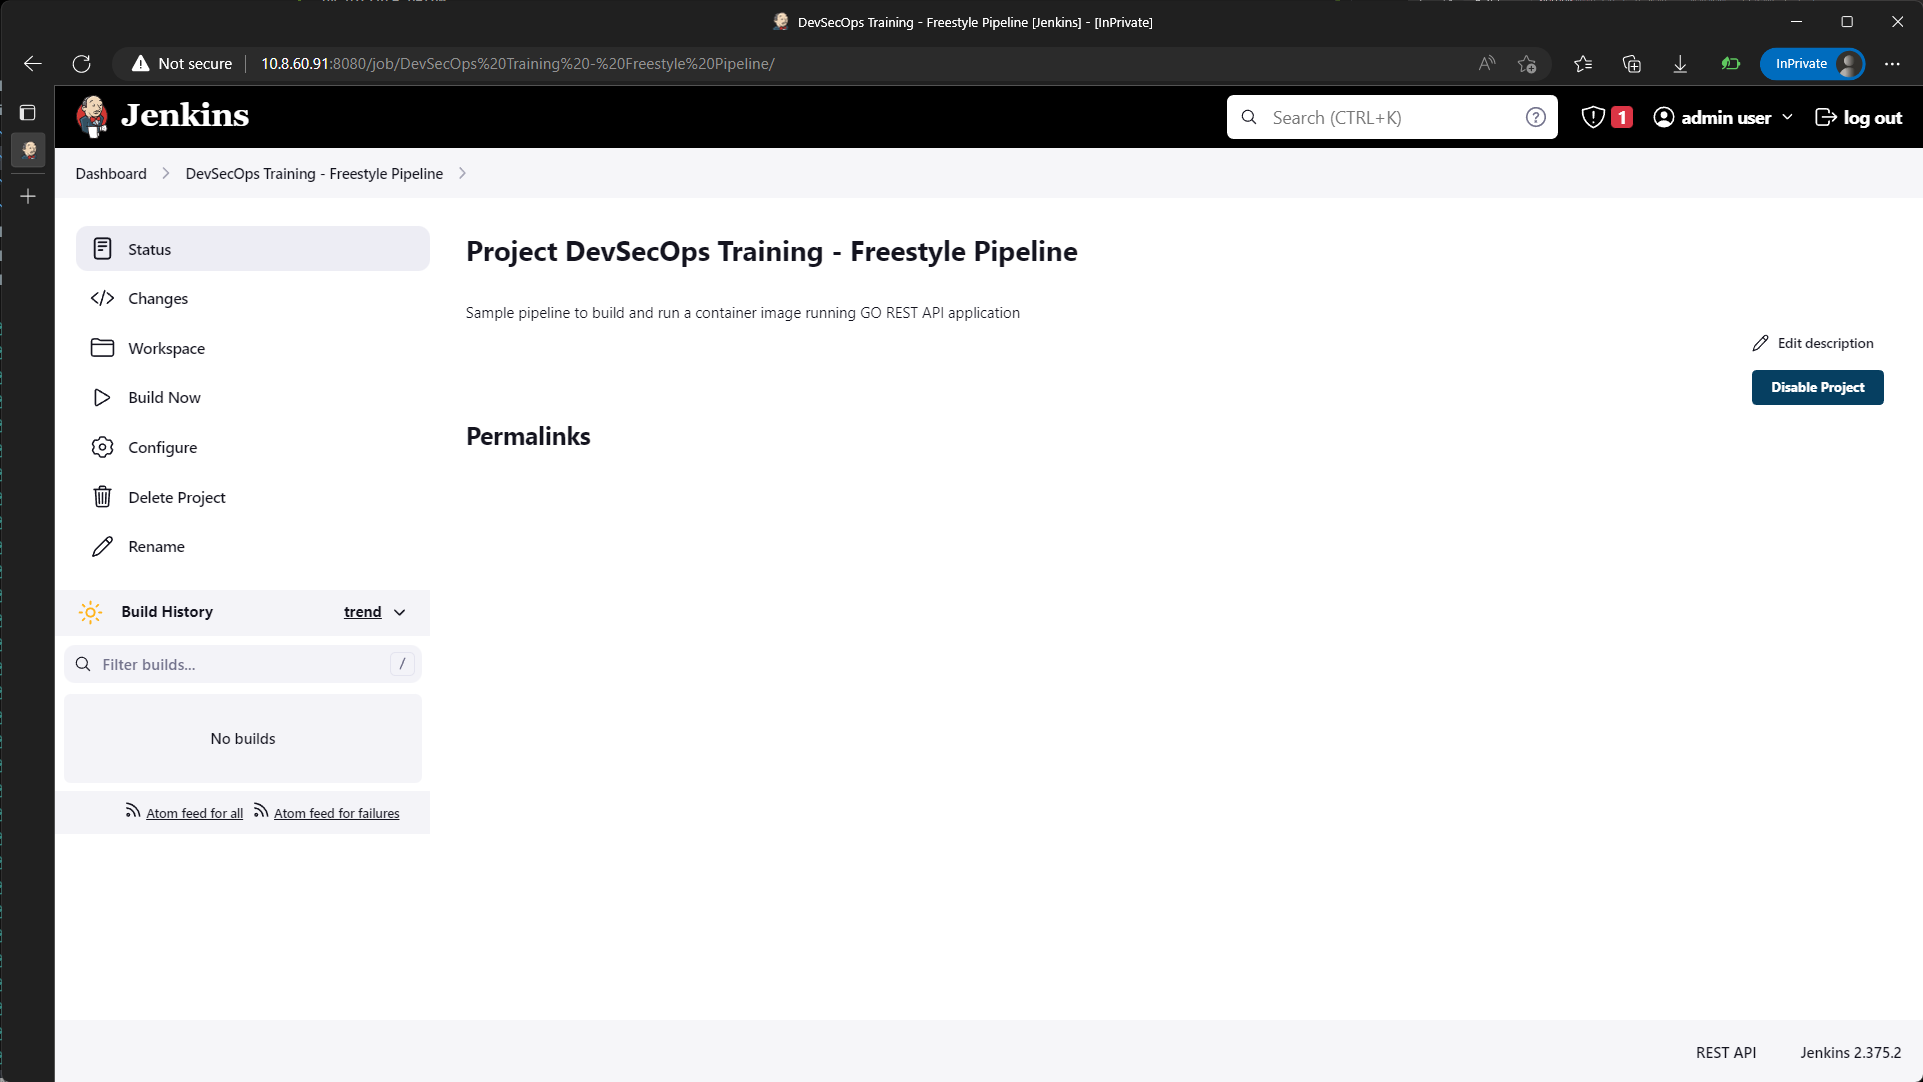 DevSecOps Training - Freestyle Pipeline [Jenkins] - [InPrivate]
Not secure
10.8.60.91:8080/job/DevSecOps%20Training%20-%20Freestyle%20Pipeline/
InPrivate
Jenkins
Search (CTRL+K)
?
1
admin user
log out
Dashboard
DevSecOps Training - Freestyle Pipeline
Status
Changes
Workspace
Build Now
Configure
Delete Project
Rename
Build History
trend
Filter builds...
/
No builds
Atom feed for all
Atom feed for failures
Project DevSecOps Training - Freestyle Pipeline
Sample pipeline to build and run a container image running GO REST API application
Edit description
Disable Project
Permalinks
REST API
Jenkins 2.375.2